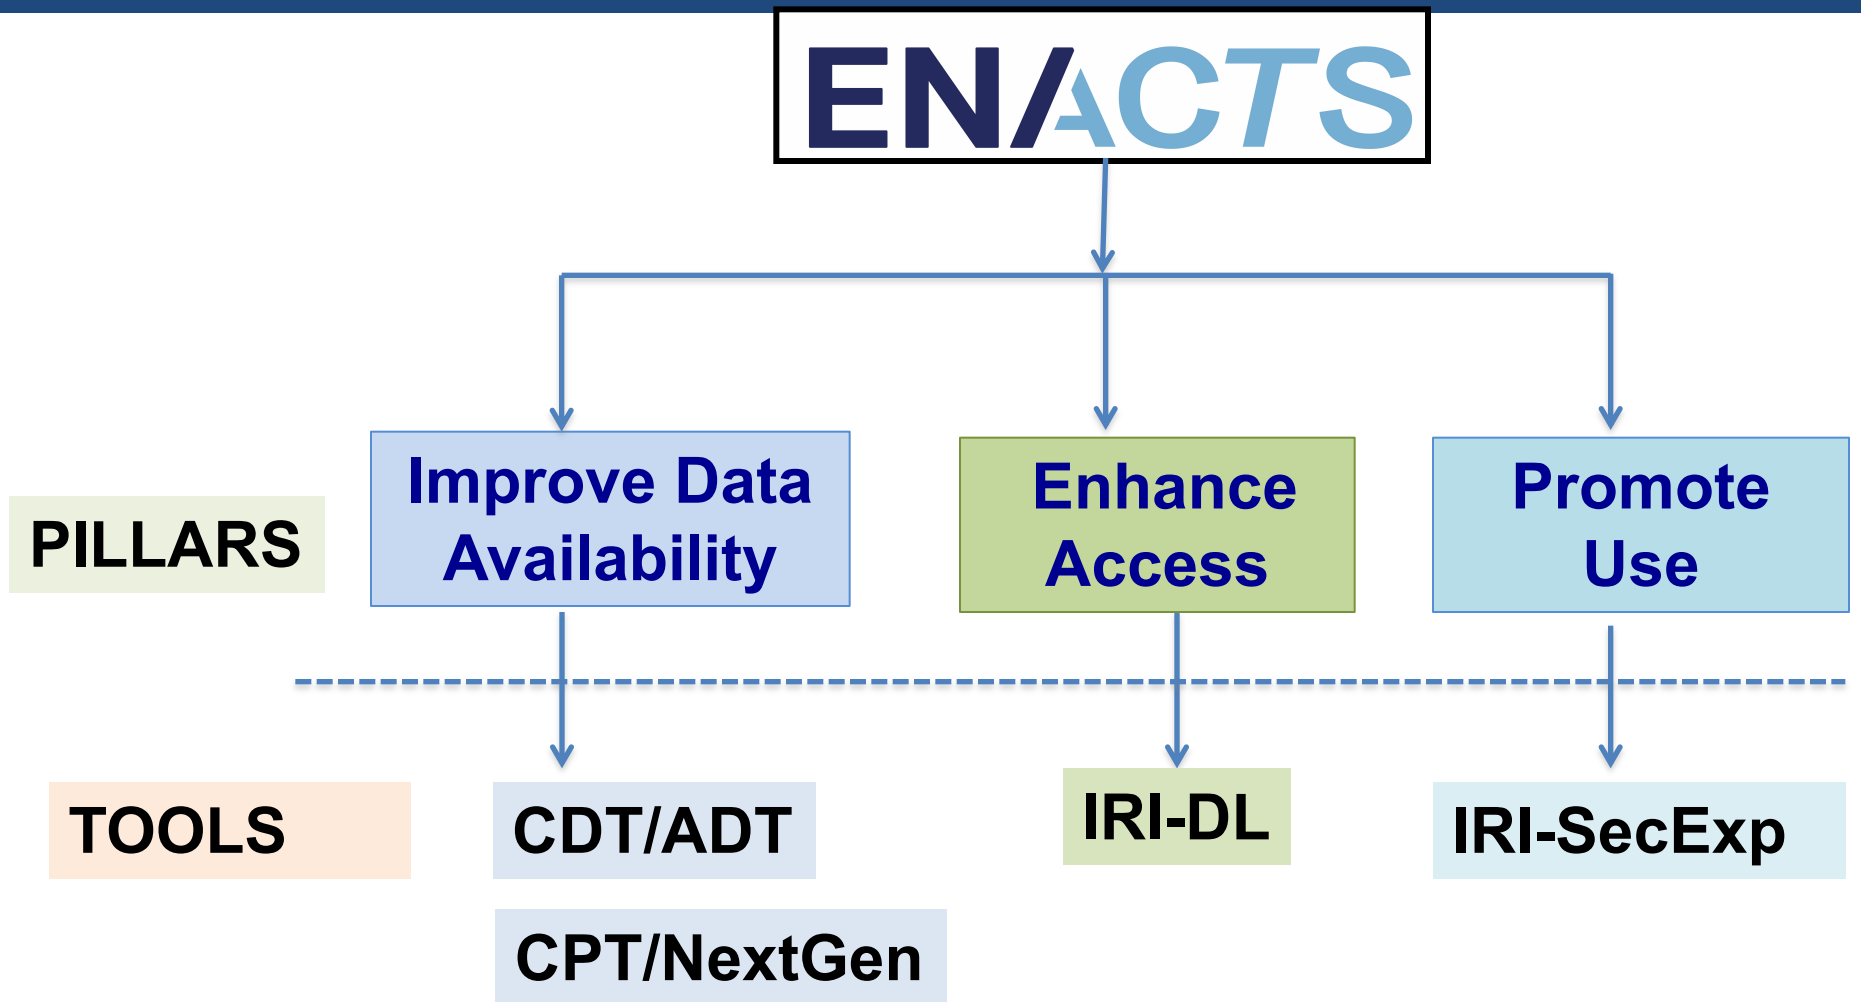 ENACTS
Improve Data
Availability
Enhance
Access
Promote
Use
PILLARS
TOOLS
CDT/ADT
IRI-DL
IRI-SecExp
CPT/NextGen